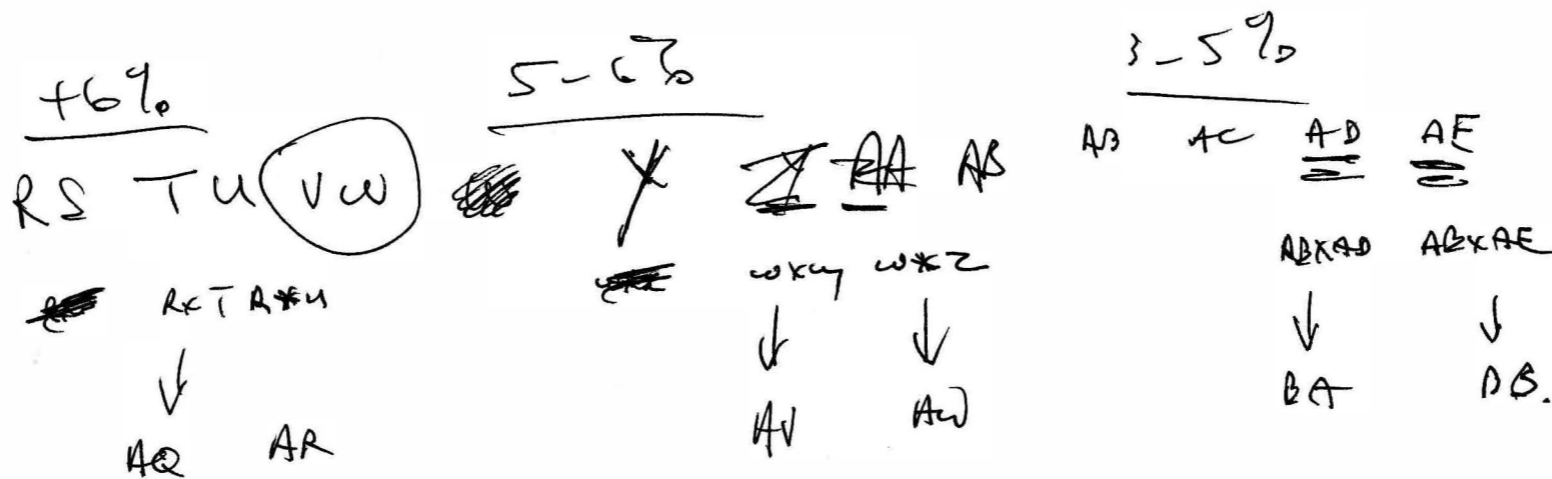 +6% 5-6% 3-5%
RS TU VW Y Z AA AB AB AC AD AE
R×T R*U W×Y W*Z AB×AD AB×AE
AQ AR AV AW BA BB.